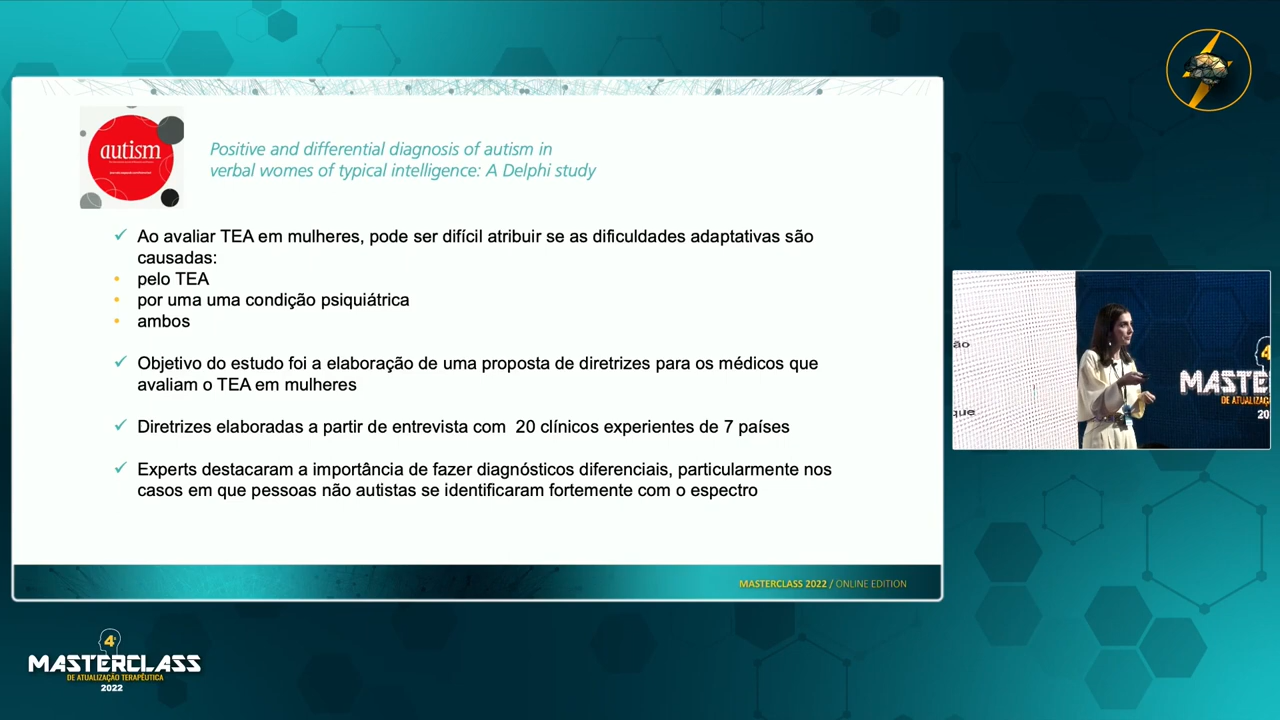 autism
Positive and differential diagnosis of autism in
verbal womes of typical intelligence: A Delphi study
Ao avaliar TEA em mulheres, pode ser difícil atribuir se as dificuldades adaptativas são
causadas:
pelo TEA
por uma uma condição psiquiátrica
ambos
Objetivo do estudo foi a elaboração de uma proposta de diretrizes para os médicos que
avaliam o TEA em mulheres
Diretrizes elaboradas a partir de entrevista com 20 clínicos experientes de 7 países
Experts destacaram a importância de fazer diagnósticos diferenciais, particularmente nos
casos em que pessoas não autistas se identificaram fortemente com o espectro
MASTERCLASS 2022 / ONLINE EDITION
ão
que
4
MASTERC
DE ATUALIZAÇÃ
20
4ª
MASTERCLASS
DE ATUALIZAÇÃO TERAPÊUTICA
2022